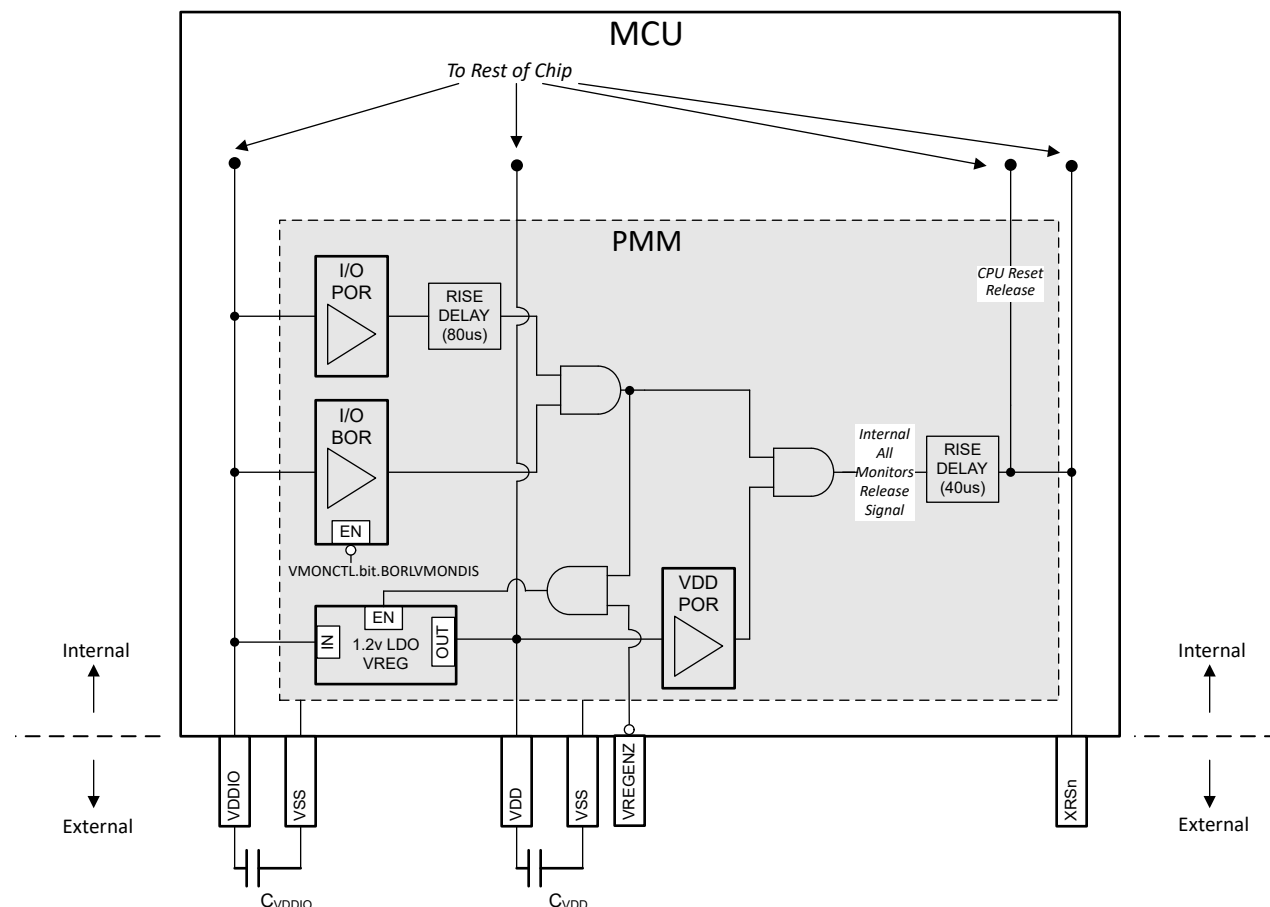 MCU
To Rest of Chip
PMM
I/O
POR
RISE
DELAY
(80us)
CPU Reset
Release
I/O
BOR
EN
VMONCTL.bit.BORLVMONDIS
Internal
All
Monitors
Release
Signal
RISE
DELAY
(40us)
EN
IN
1.2v LDO
VREG
OUT
VDD
POR
Internal
External
Internal
External
VDDIO
VSS
VDD
VSS
VREGENZ
XRSn
CVDDIO
CVDD